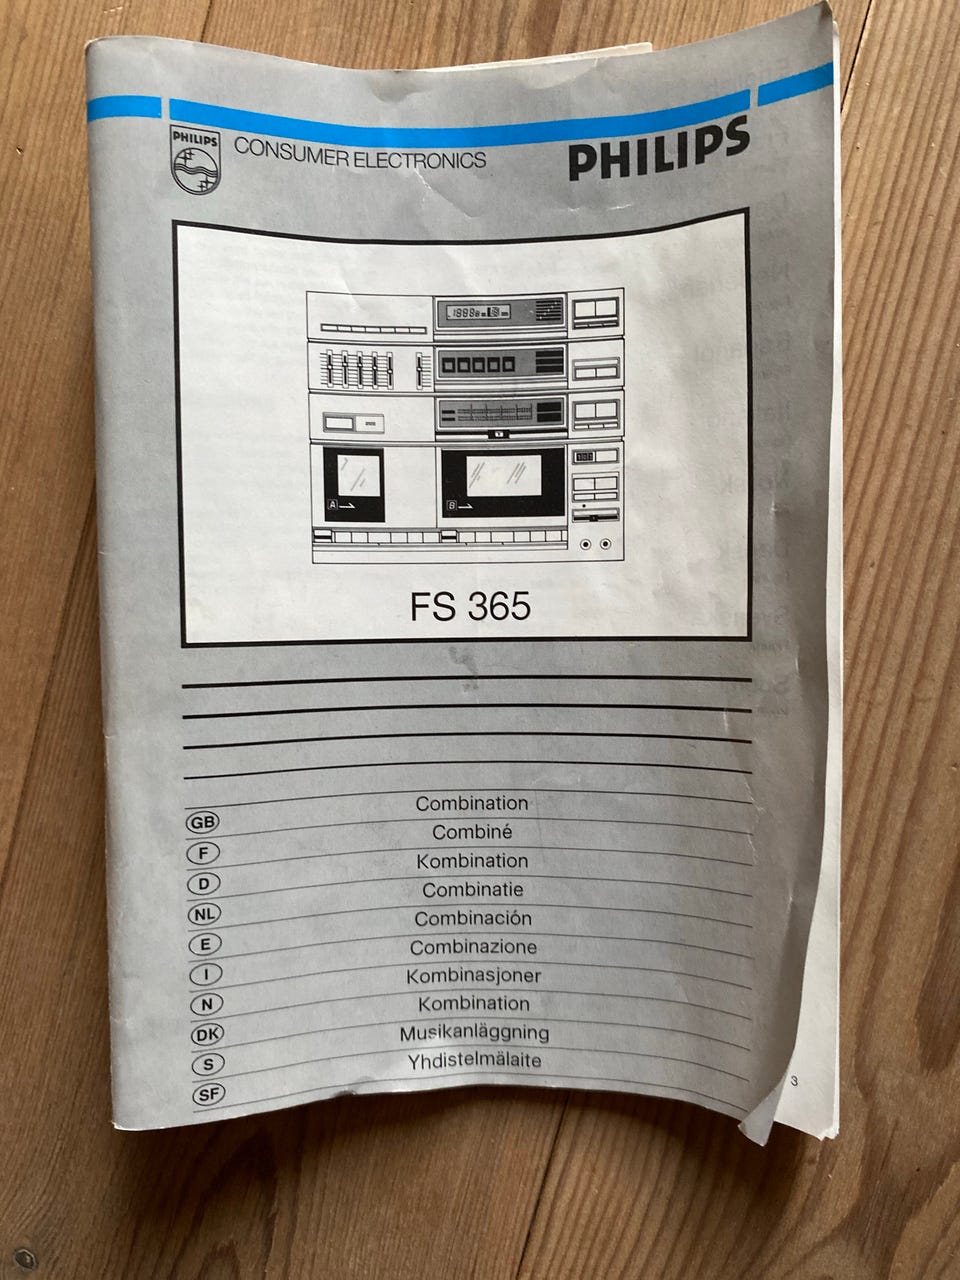 PHILIPS
CONSUMER ELECTRONICS
PHILIPS
A
B
FS 365
GB Combination
F Combiné
D Kombination
NL Combinatie
E Combinación
I Combinazione
N Kombinasjoner
DK Kombination
S Musikanläggning
SF Yhdistelmälaite
3